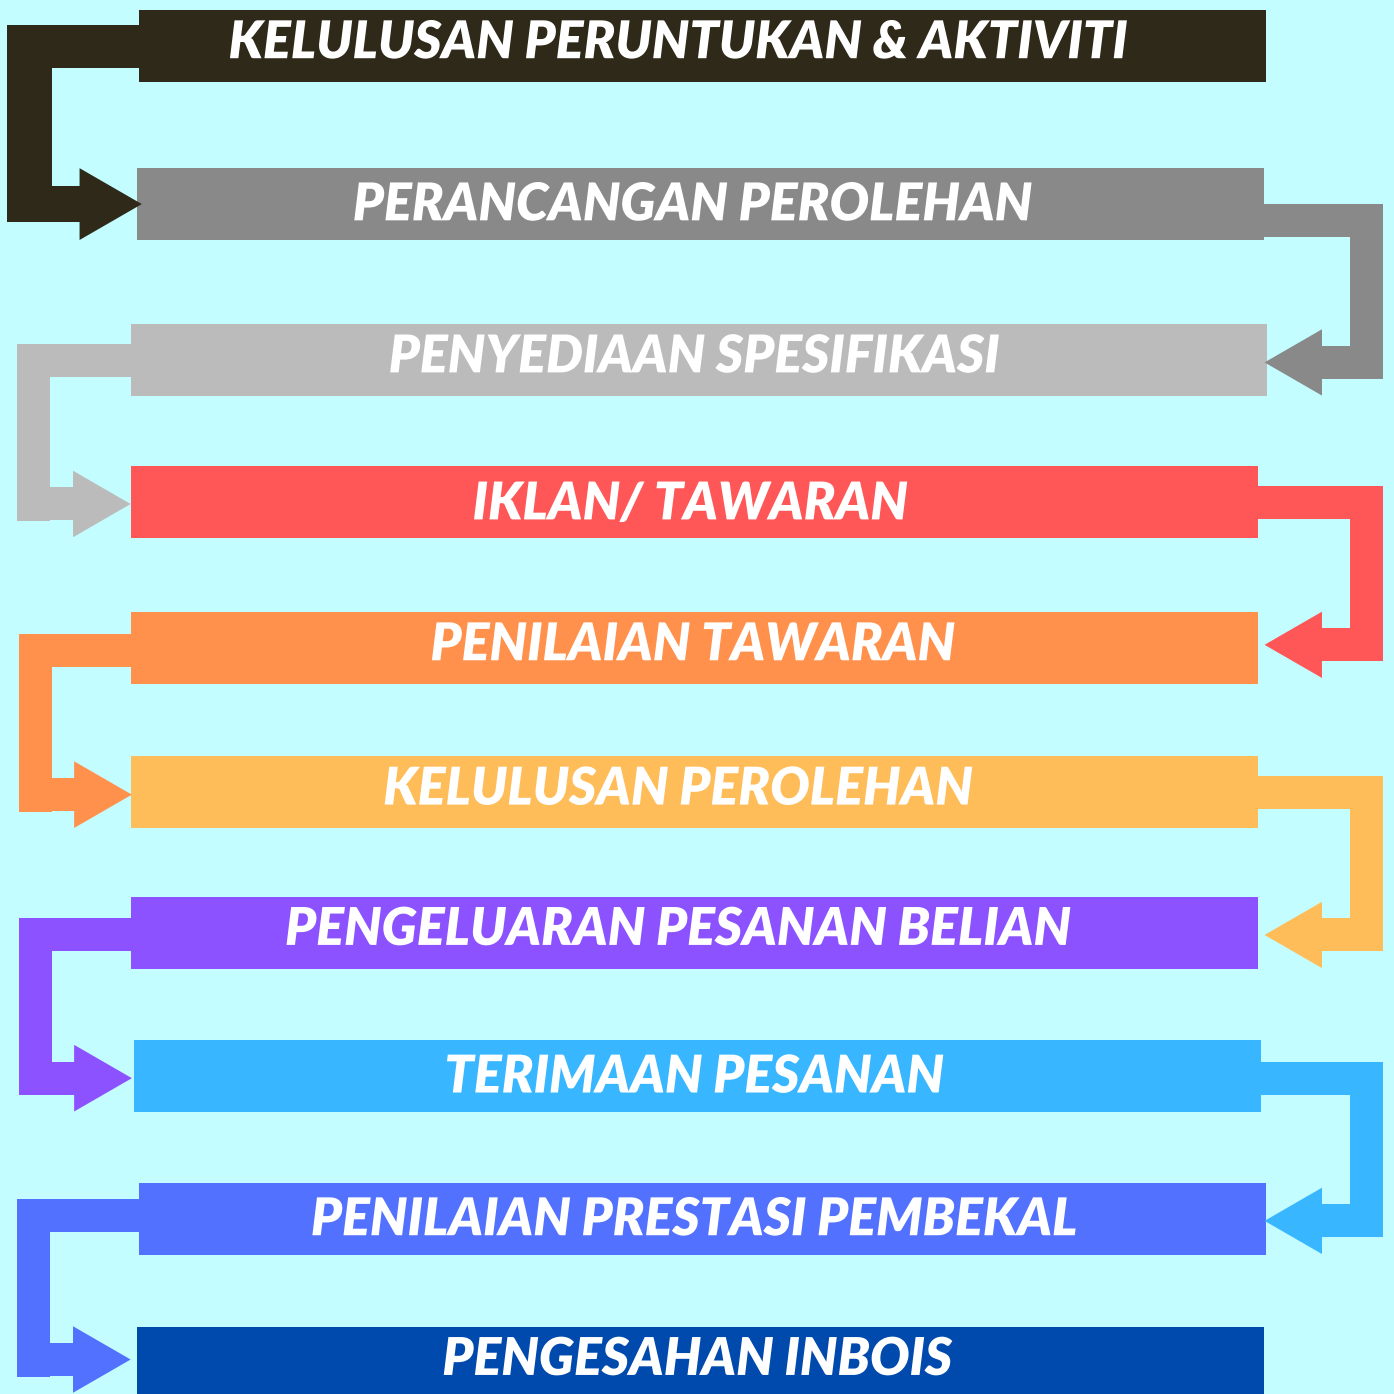 KELULUSAN PERUNTUKAN & AKTIVITI
PERANCANGAN PEROLEHAN
PENYEDIAAN SPESIFIKASI
IKLAN/ TAWARAN
PENILAIAN TAWARAN
KELULUSAN PEROLEHAN
PENGELUARAN PESANAN BELIAN
TERIMAAN PESANAN
PENILAIAN PRESTASI PEMBEKAL
PENGESAHAN INBOIS